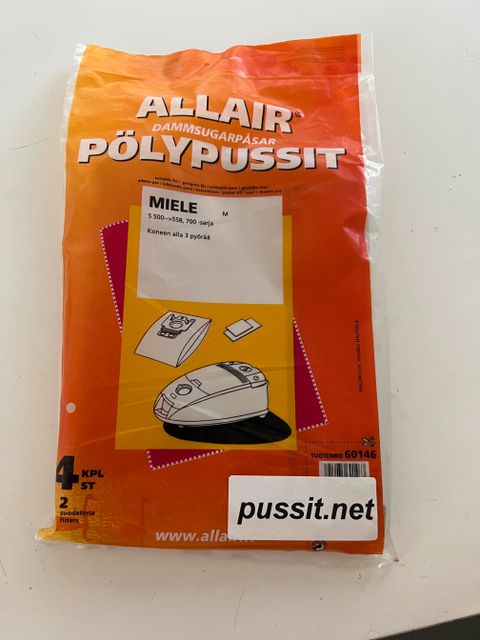 ALLAIR®
DAMMSUGARPÅSAR
PÖLYPUSSIT
MIELE M
S 500-->558, 700 -sarja
Koneen alla 3 pyörää
TUOTENRO 60146
4 KPL
ST
2
suodatinta
filters
pussit.net
www.allai